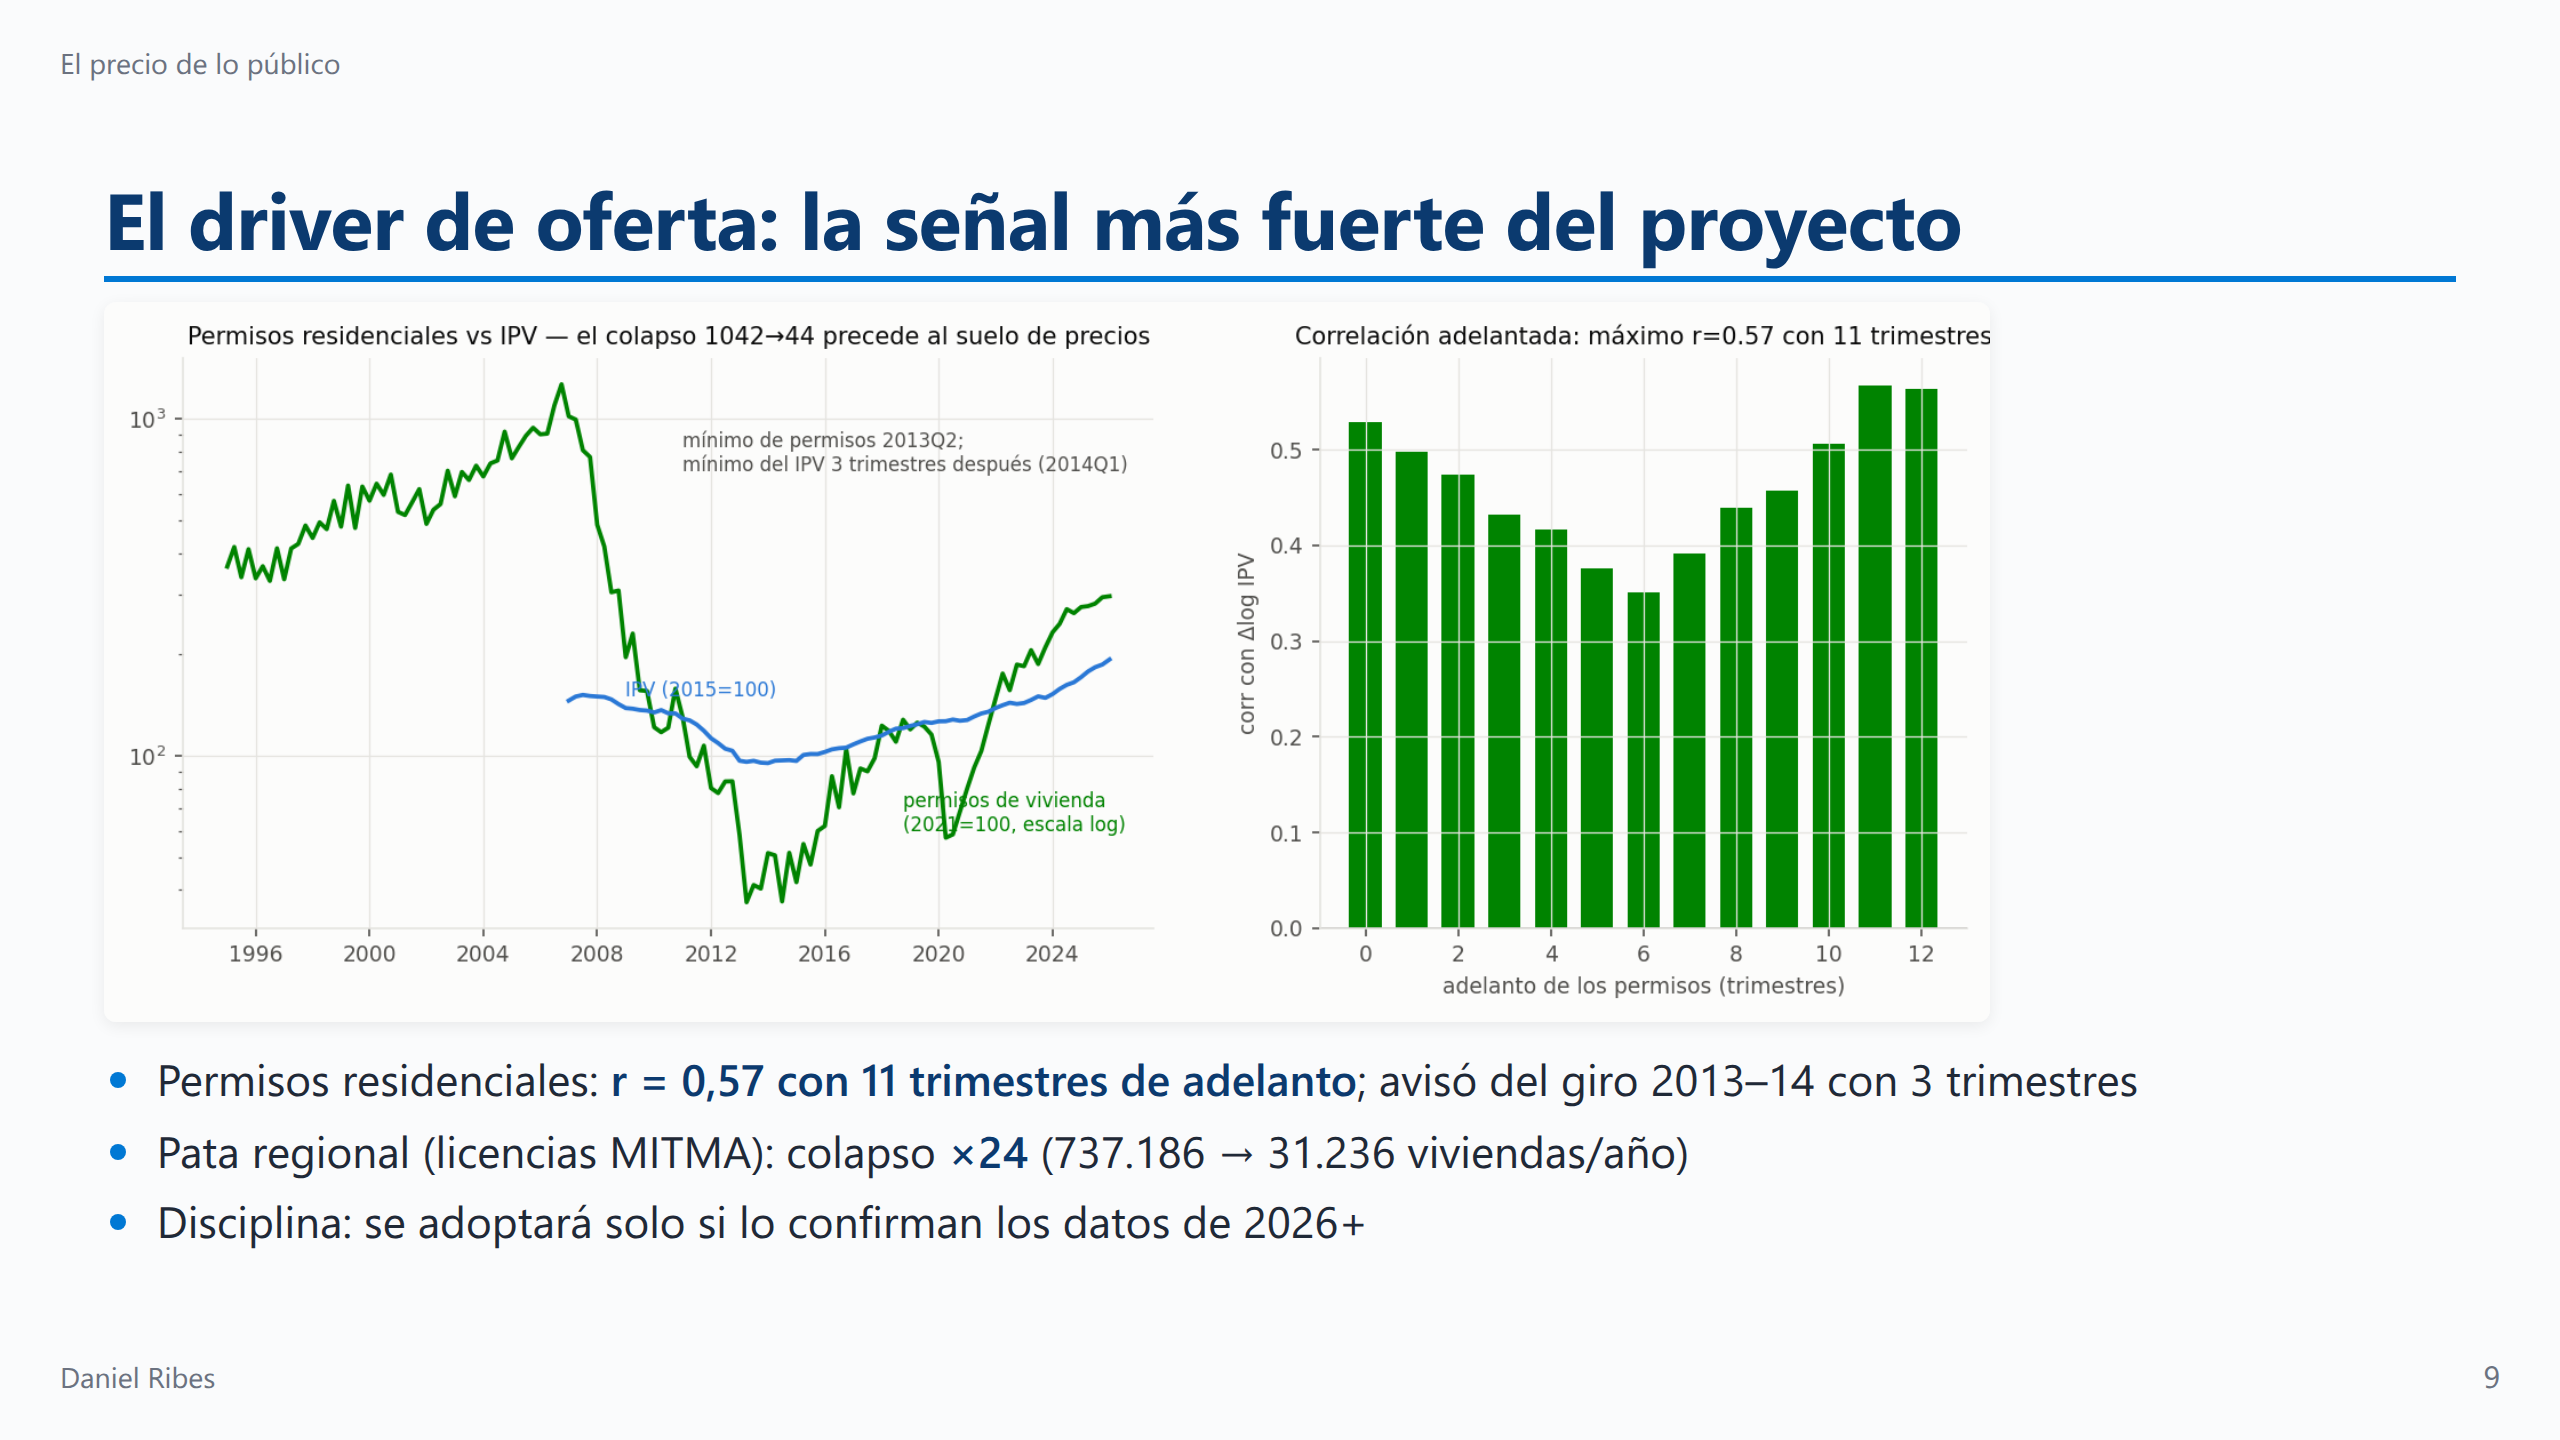 El precio de lo público
El driver de oferta: la señal más fuerte del proyecto
Permisos residenciales vs IPV — el colapso 1042→44 precede al suelo de precios
10³
10²
mínimo de permisos 2013Q2;
mínimo del IPV 3 trimestres después (2014Q1)
IPV (2015=100)
permisos de vivienda
(2021=100, escala log)
1996 2000 2004 2008 2012 2016 2020 2024
Correlación adelantada: máximo r=0.57 con 11 trimestres
corr con Δlog IPV
0.5
0.4
0.3
0.2
0.1
0.0
0 2 4 6 8 10 12
adelanto de los permisos (trimestres)
• Permisos residenciales: r = 0,57 con 11 trimestres de adelanto; avisó del giro 2013–14 con 3 trimestres
• Pata regional (licencias MITMA): colapso ×24 (737.186 → 31.236 viviendas/año)
• Disciplina: se adoptará solo si lo confirman los datos de 2026+
Daniel Ribes
9